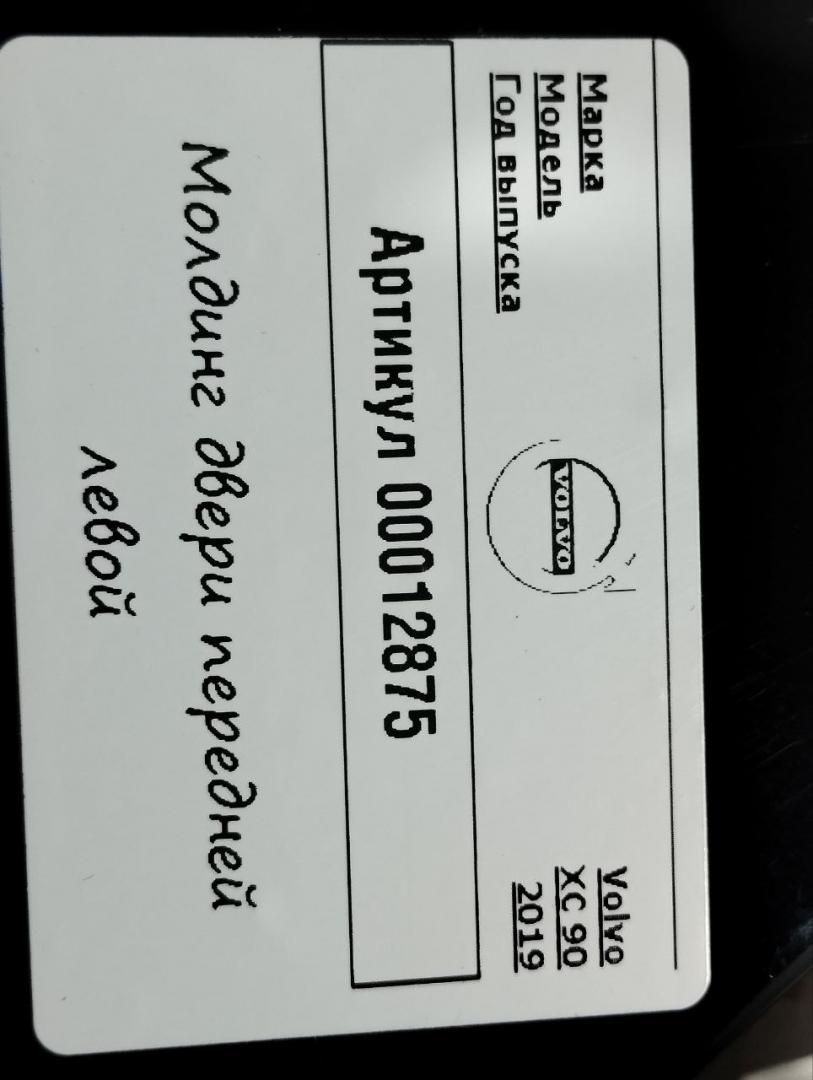 Марка Volvo
Модель XC 90
Год выпуска 2019
VOLVO
Артикул 00012875
Молдинг двери передней
левой